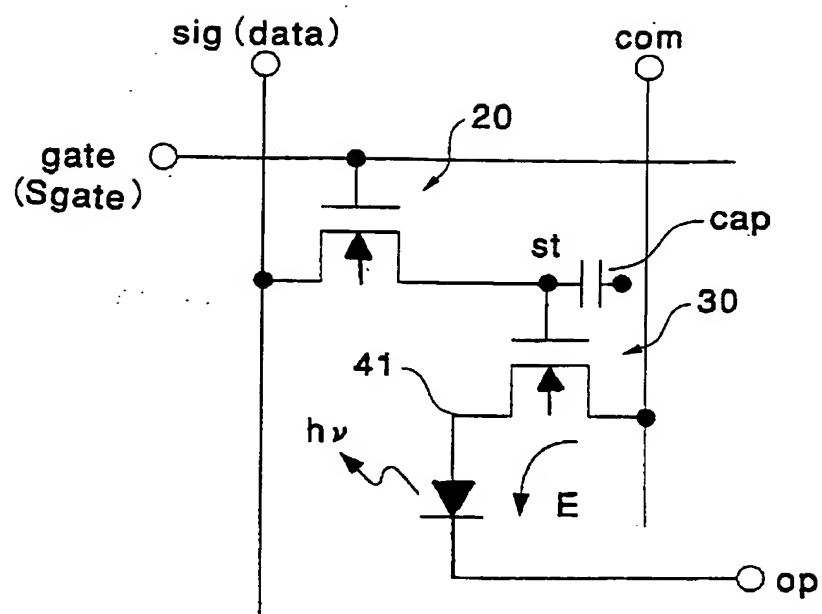 sig (data)
com
20
gate
(Sgate)
cap
st
30
41
hν
E
op